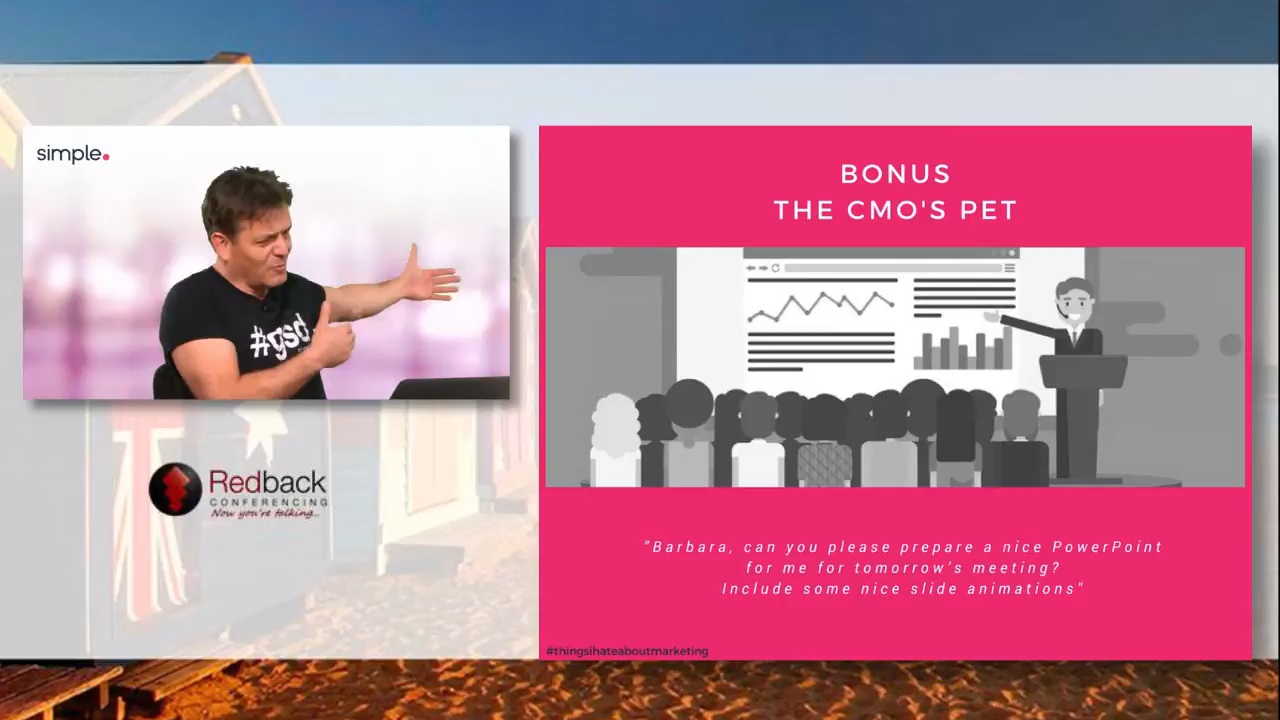 simple.
#gsd
Redback
CONFERENCING
Now you're talking...
BONUS
THE CMO'S PET
"Barbara, can you please prepare a nice PowerPoint
for me for tomorrow's meeting?
Include some nice slide animations"
#thingsihateaboutmarketing